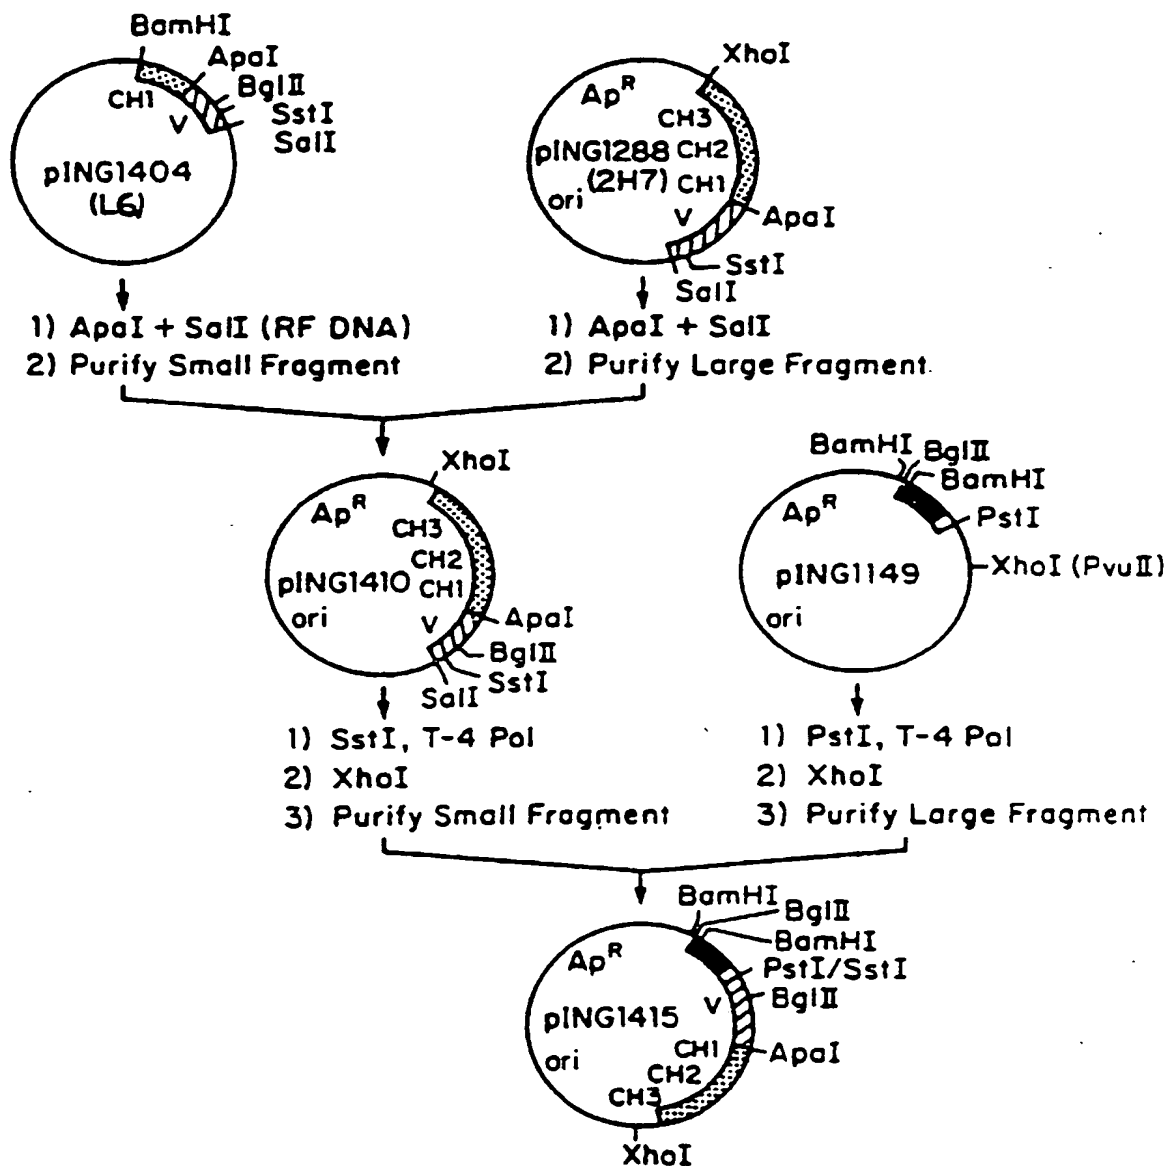 BamHI
ApaI
BglII
SstI
SalI
CH1
V
pING1404
(L6)
XhoI
Ap^R
CH3
pING1288 CH2
(2H7) CH1
ori
V
ApaI
SstI
SalI
1) ApaI + SalI (RF DNA)
2) Purify Small Fragment
1) ApaI + SalI
2) Purify Large Fragment
XhoI
Ap^R
CH3
CH2
pING1410 CH1
ori
V
ApaI
BglII
SstI
SalI
BamHI
BglII
BamHI
Ap^R
PstI
pING1149
XhoI (PvuII)
ori
1) SstI, T-4 Pol
2) XhoI
3) Purify Small Fragment
1) PstI, T-4 Pol
2) XhoI
3) Purify Large Fragment
BamHI
BglII
BamHI
Ap^R
PstI/SstI
V
BglII
pING1415
ori
CH1
ApaI
CH2
CH3
XhoI